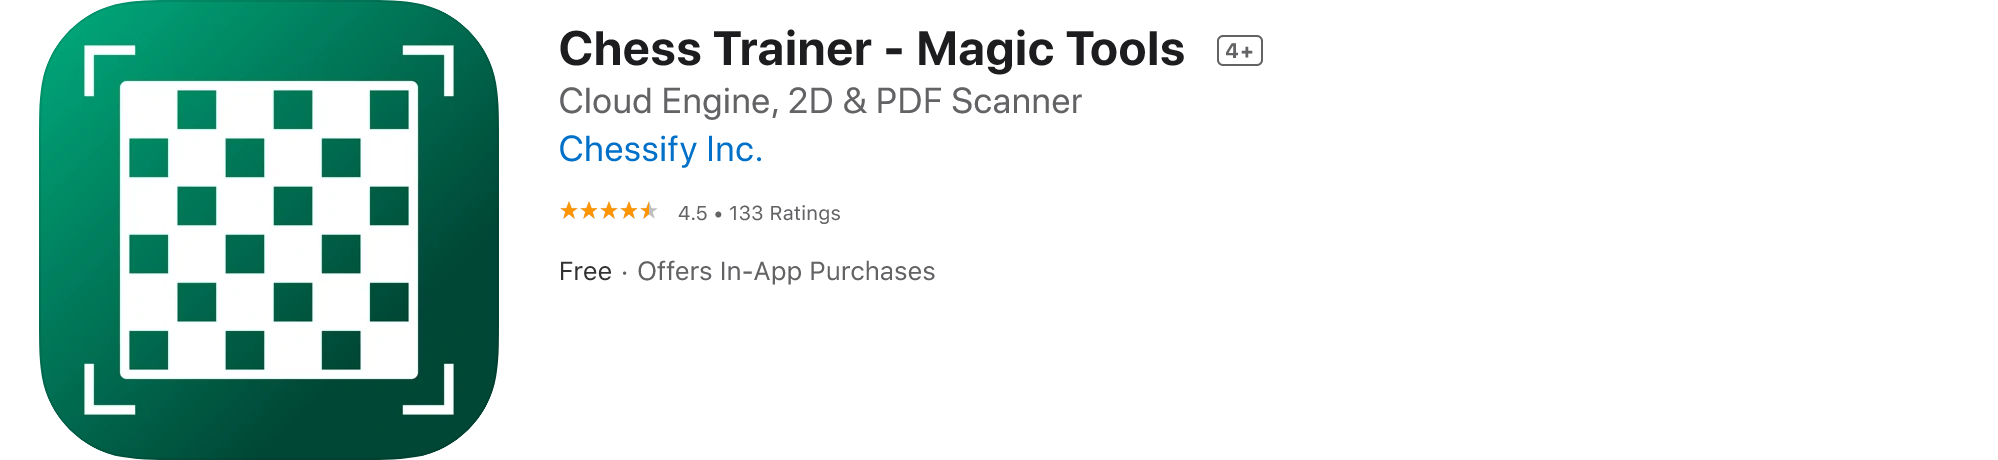 Chess Trainer - Magic Tools 4+
Cloud Engine, 2D & PDF Scanner
Chessify Inc.
4.5 • 133 Ratings
Free · Offers In-App Purchases